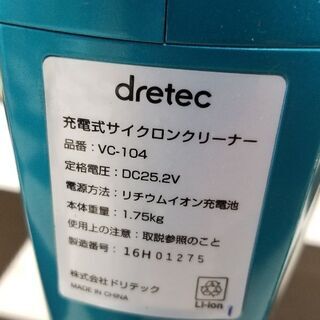 dretec
充電式サイクロンクリーナー
品番：VC-104
定格電圧：DC25.2V
電源方法：リチウムイオン充電池
本体重量：1.75kg
使用上の注意：取説参照のこと
製造番号：16H01275
株式会社ドリテック
MADE IN CHINA
Li-ion